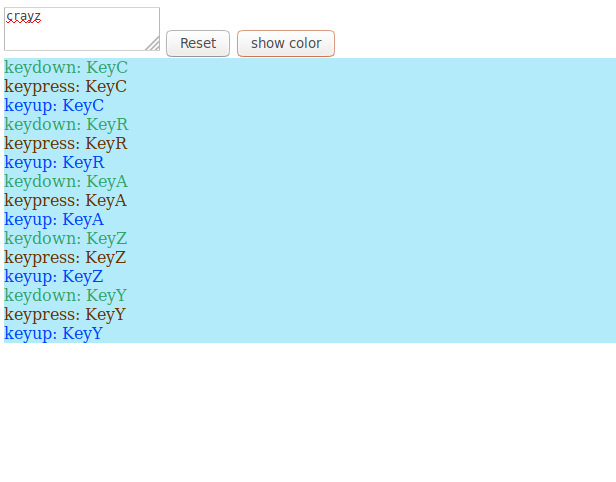 crayz
Reset
show color
keydown: KeyC
keypress: KeyC
keyup: KeyC
keydown: KeyR
keypress: KeyR
keyup: KeyR
keydown: KeyA
keypress: KeyA
keyup: KeyA
keydown: KeyZ
keypress: KeyZ
keyup: KeyZ
keydown: KeyY
keypress: KeyY
keyup: KeyY